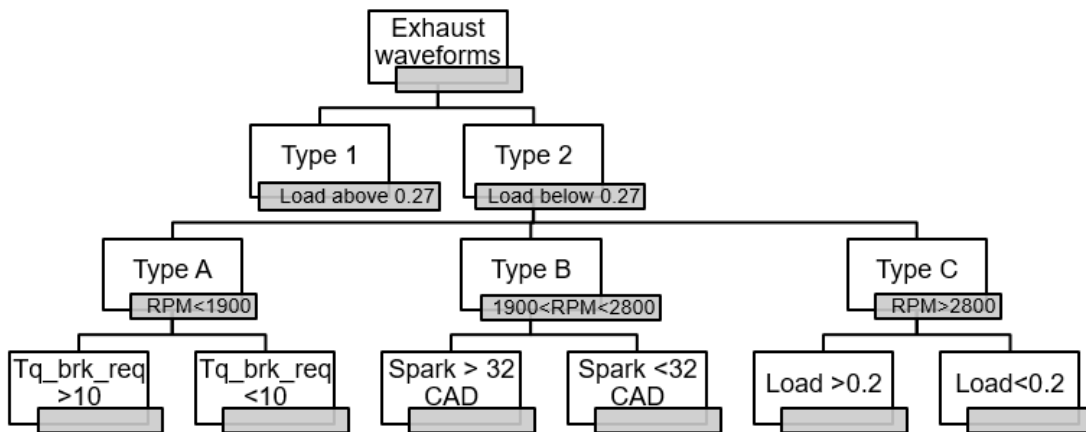 Exhaust
waveforms
Type 1
Type 2
Load above 0.27
Load below 0.27
Type A
Type B
Type C
RPM<1900
1900<RPM<2800
RPM>2800
Tq_brk_req
>10
Tq_brk_req
<10
Spark > 32
CAD
Spark <32
CAD
Load >0.2
Load<0.2